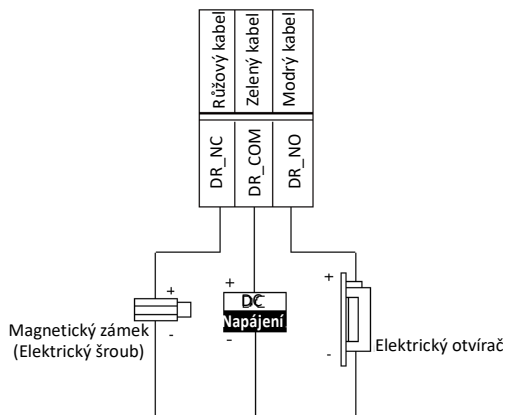 Růžový kabel
Zelený kabel
Modrý kabel
DR_NC
DR_COM
DR_NO
+
-
Magnetický zámek
(Elektrický šroub)
+
DC
Napájení
-
+
-
Elektrický otvírač